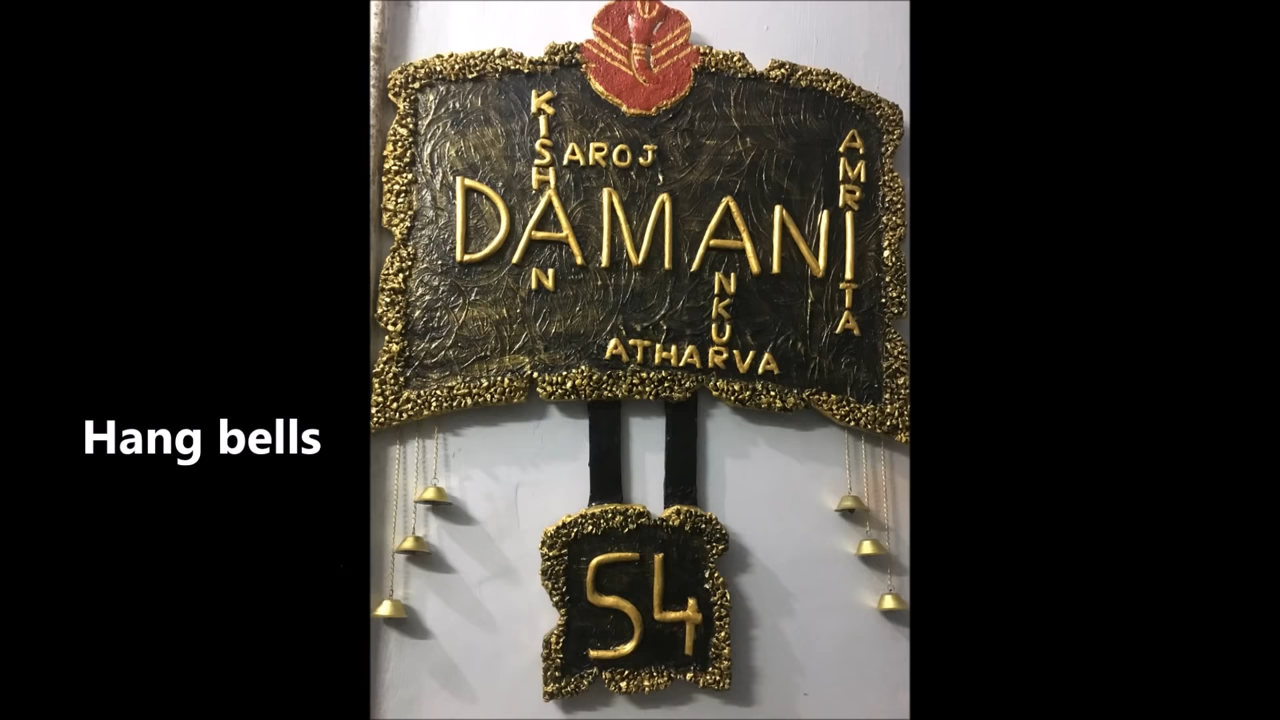 KISHAN
SAROJ
AMRITA
DAMANI
ANKUR
ATHARVA
Hang bells
54